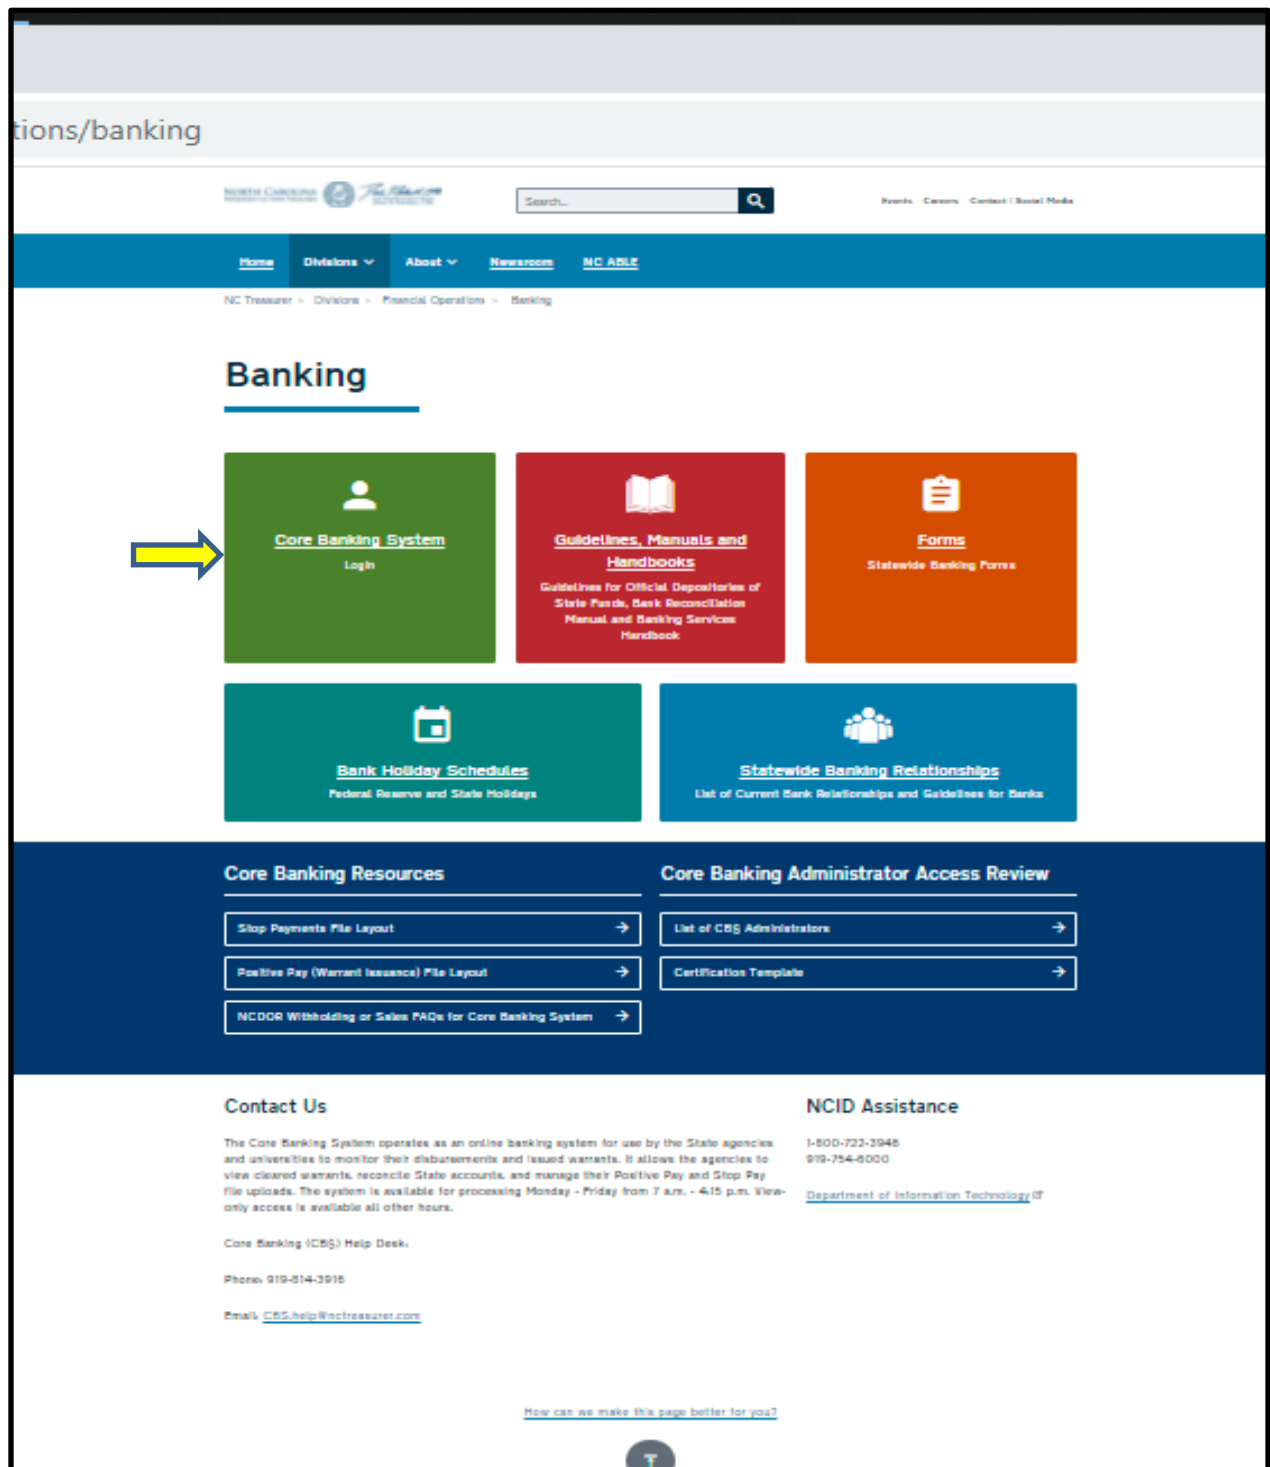 tions/banking
NORTH CAROLINA
Search...
Events Careers Contact | Social Media
Home Divisions About Newsroom NC ABLE
NC Treasurer > Divisions > Financial Operations > Banking
Banking
Core Banking System
Login
Guidelines, Manuals and
Handbooks
Guidelines for Official Depositories of
State Funds, Bank Reconciliation
Manual and Banking Services
Handbook
Forms
Statewide Banking Forms
Bank Holiday Schedules
Federal Reserve and State Holidays
Statewide Banking Relationships
List of Current Bank Relationships and Guidelines for Banks
Core Banking Resources
Stop Payments File Layout
Positive Pay (Warrant Issuance) File Layout
NCDOR Withholding or Sales FAQs for Core Banking System
Core Banking Administrator Access Review
List of CBS Administrators
Certification Template
Contact Us
The Core Banking System operates as an online banking system for use by the State agencies
and universities to monitor their disbursements and issued warrants. It allows the agencies to
view cleared warrants, reconcile State accounts, and manage their Positive Pay and Stop Pay
file uploads. The system is available for processing Monday - Friday from 7 a.m. - 4:15 p.m. View-
only access is available all other hours.
Core Banking (CBS) Help Desk:
Phone: 919-814-3916
Email: CBS.help@nctreasurer.com
NCID Assistance
1-800-722-3946
919-754-6000
Department of Information Technology
How can we make this page better for you?